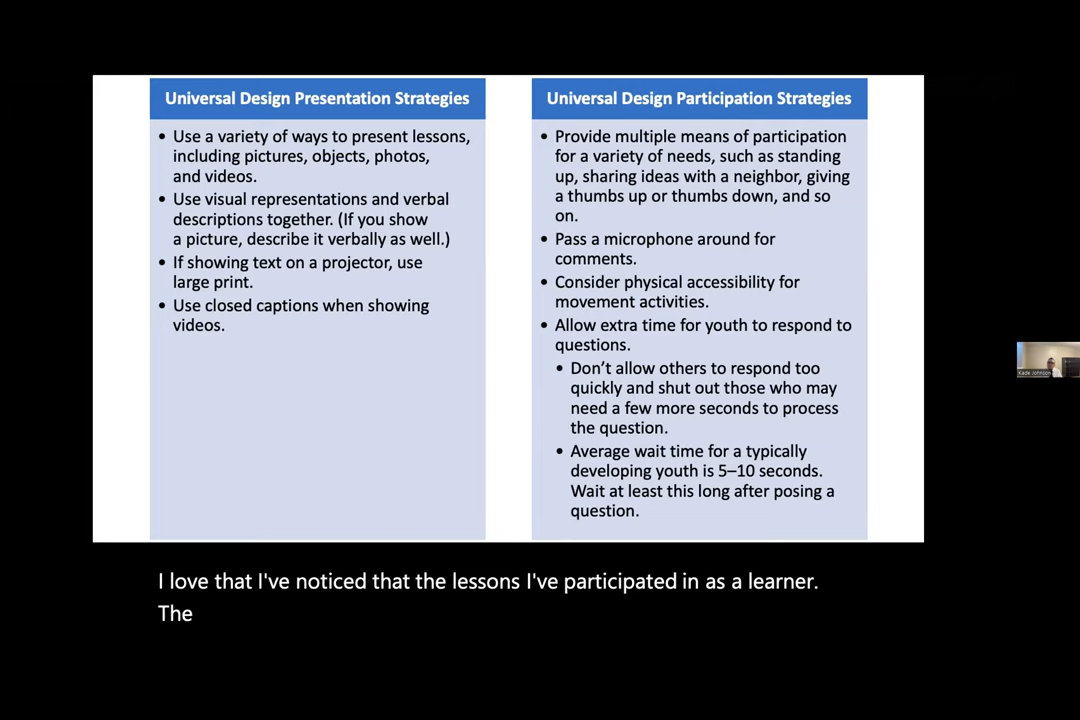 Universal Design Presentation Strategies
• Use a variety of ways to present lessons,
including pictures, objects, photos,
and videos.
• Use visual representations and verbal
descriptions together. (If you show
a picture, describe it verbally as well.)
• If showing text on a projector, use
large print.
• Use closed captions when showing
videos.
Universal Design Participation Strategies
• Provide multiple means of participation
for a variety of needs, such as standing
up, sharing ideas with a neighbor, giving
a thumbs up or thumbs down, and so
on.
• Pass a microphone around for
comments.
• Consider physical accessibility for
movement activities.
• Allow extra time for youth to respond to
questions.
• Don’t allow others to respond too
quickly and shut out those who may
need a few more seconds to process
the question.
• Average wait time for a typically
developing youth is 5–10 seconds.
Wait at least this long after posing a
question.
Kade Johnson
I love that I've noticed that the lessons I've participated in as a learner.
The